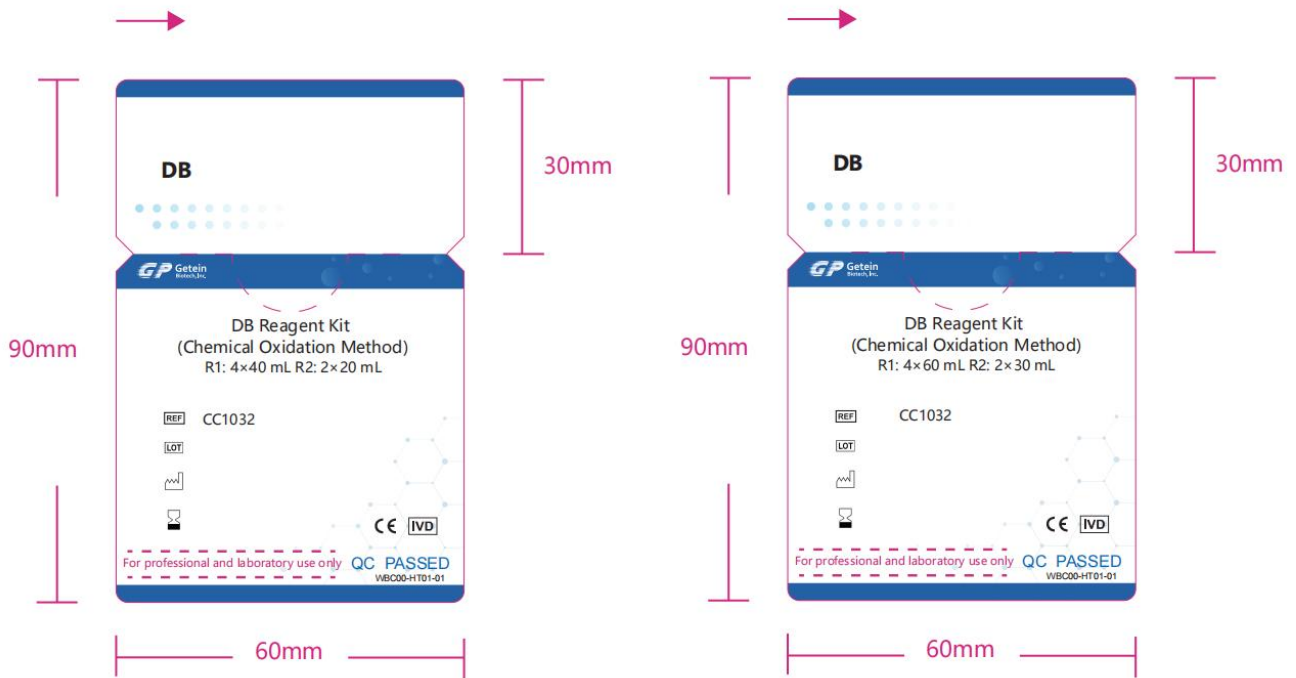 DB
30mm
GP Getein
Biotech,Inc.
90mm
DB Reagent Kit
(Chemical Oxidation Method)
R1: 4×40 mL R2: 2×20 mL
REF CC1032
LOT
CE IVD
For professional and laboratory use only QC PASSED
WBC00-HT01-01
60mm
DB
30mm
GP Getein
Biotech,Inc.
90mm
DB Reagent Kit
(Chemical Oxidation Method)
R1: 4×60 mL R2: 2×30 mL
REF CC1032
LOT
CE IVD
For professional and laboratory use only QC PASSED
WBC00-HT01-01
60mm